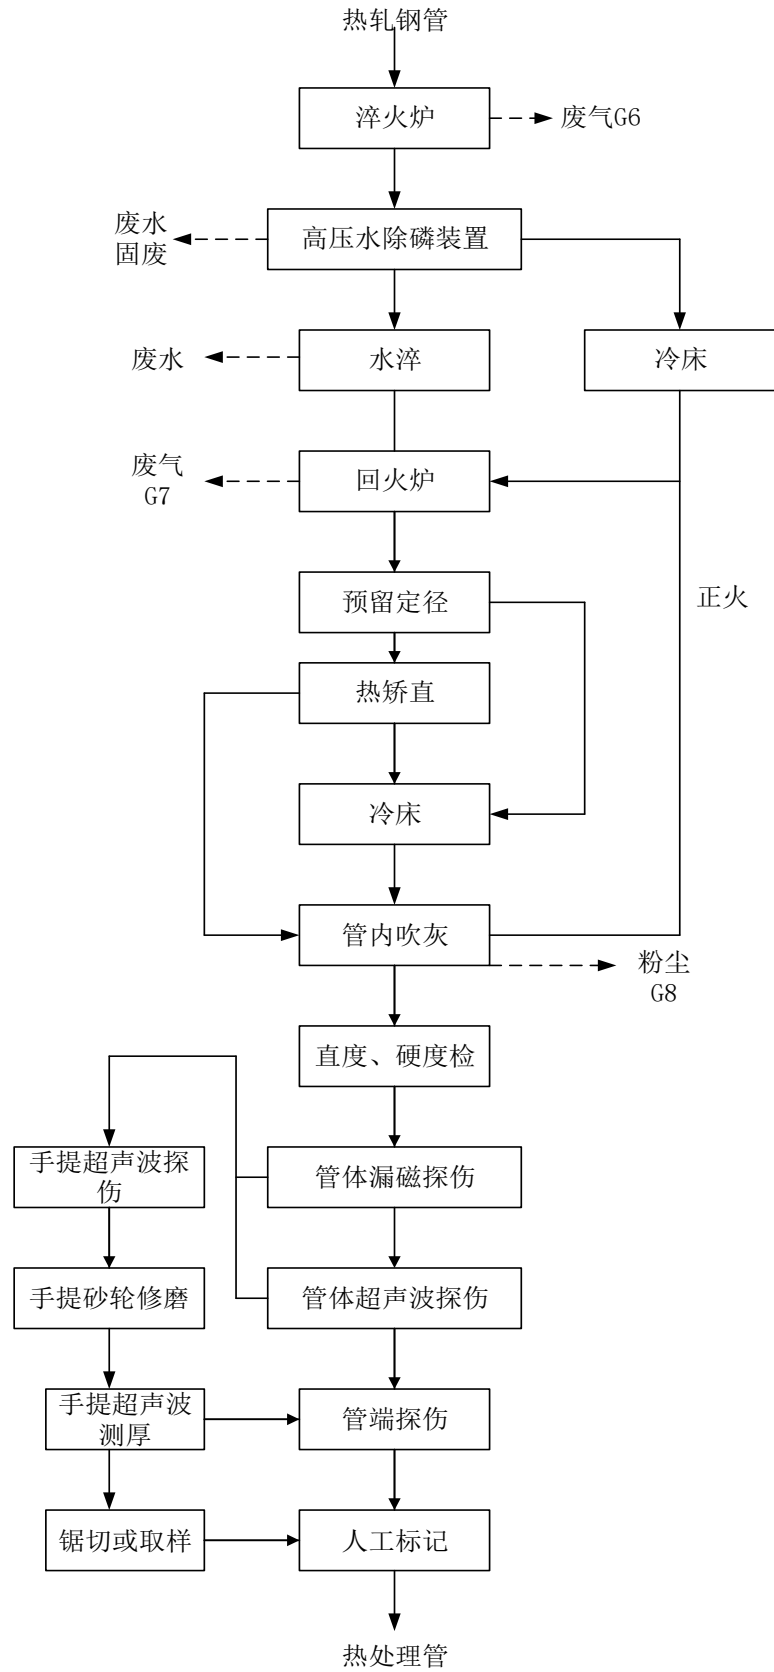 热轧钢管
淬火炉
废气G6
废水
固废
高压水除磷装置
废水
水淬
冷床
废气
G7
回火炉
预留定径
正火
热矫直
冷床
管内吹灰
粉尘
G8
直度、硬度检
手提超声波探
伤
管体漏磁探伤
手提砂轮修磨
管体超声波探伤
手提超声波
测厚
管端探伤
锯切或取样
人工标记
热处理管